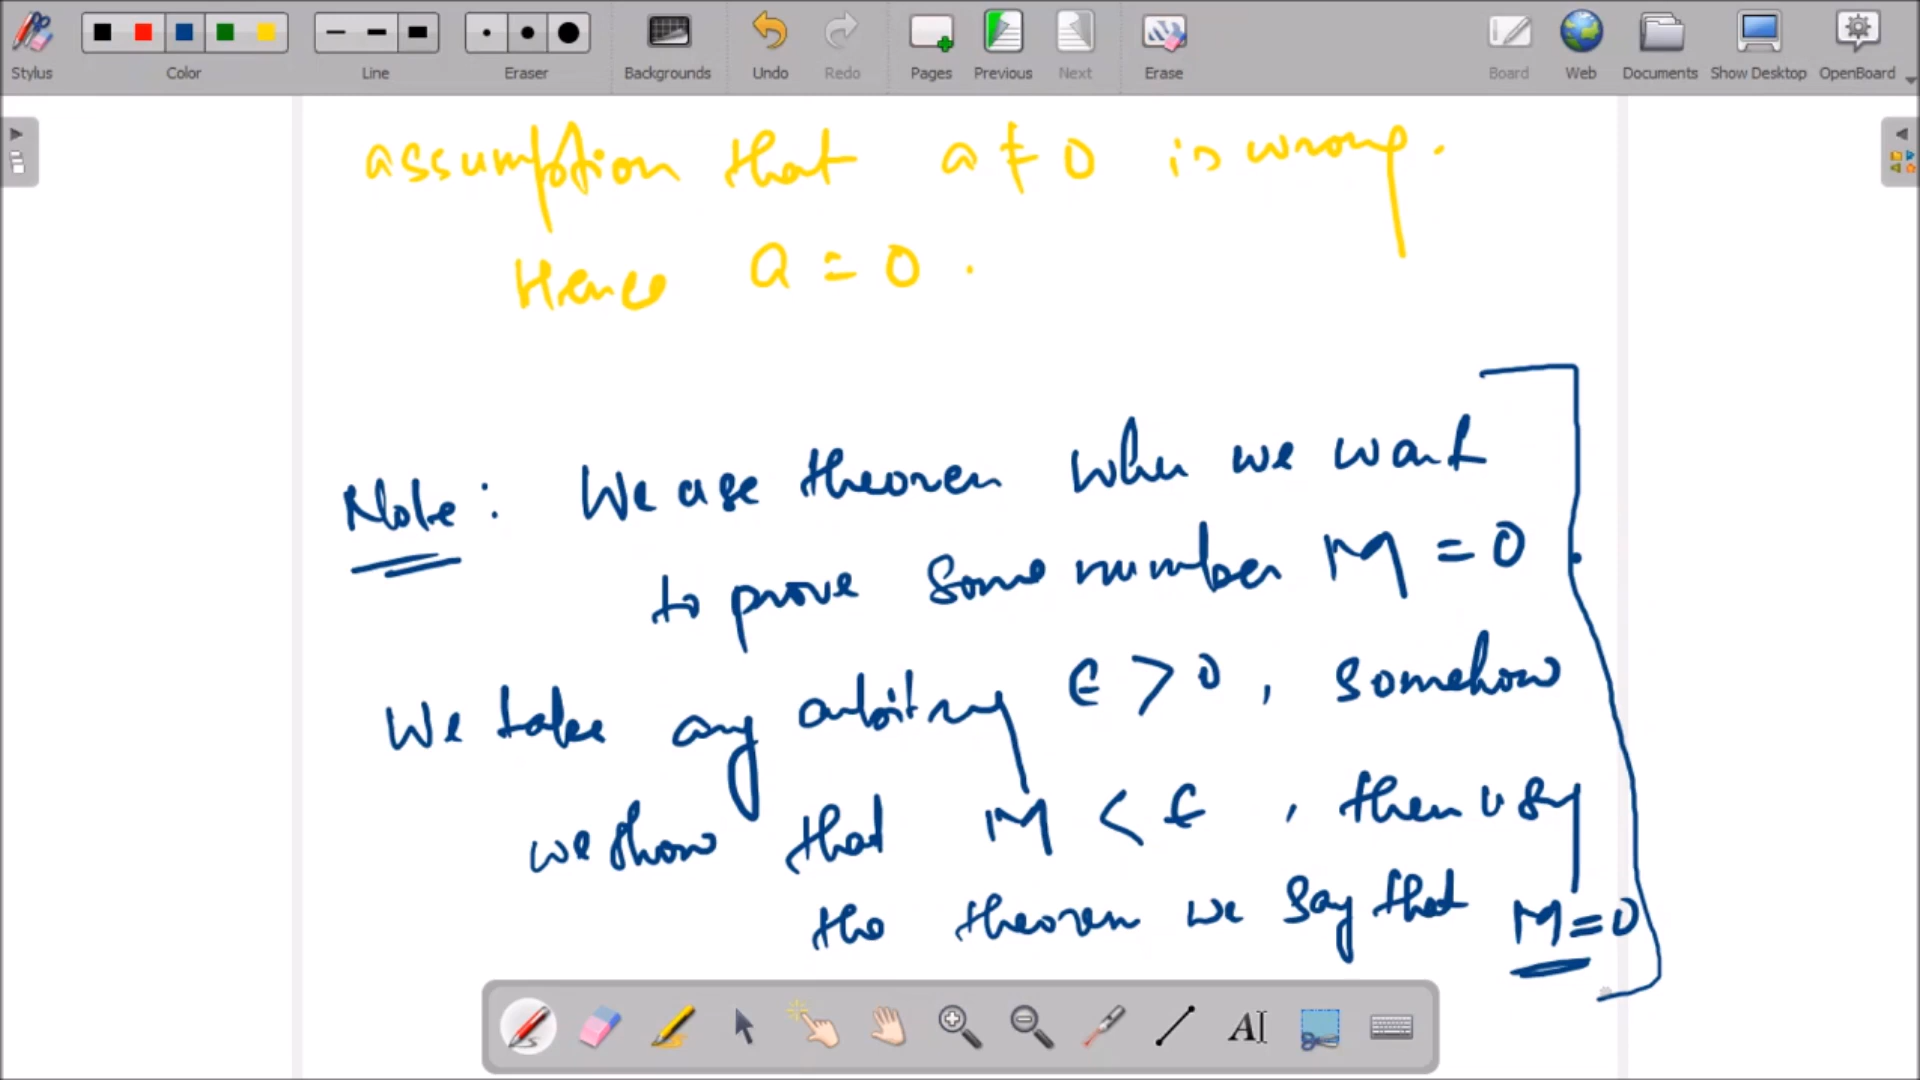 Stylus
Color
Line
Eraser
Backgrounds
Undo
Redo
Pages
Previous
Next
Erase
Board
Web
Documents
Show Desktop
OpenBoard
assumption that a ≠ 0 is wrong.
Hence a = 0 .
Note : We use theorem when we want
to prove some number M = 0 .
We take any arbitrary ϵ > 0 , somehow
we show that M < ϵ , then using
the theorem we say that M = 0
AI